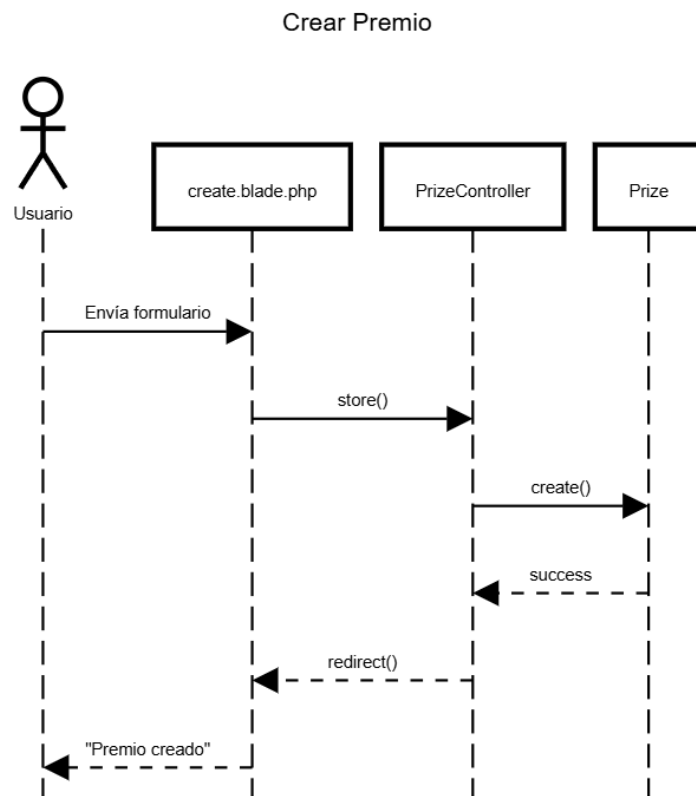 Crear Premio
Usuario
create.blade.php
PrizeController
Prize
Envía formulario
store()
create()
success
redirect()
"Premio creado"